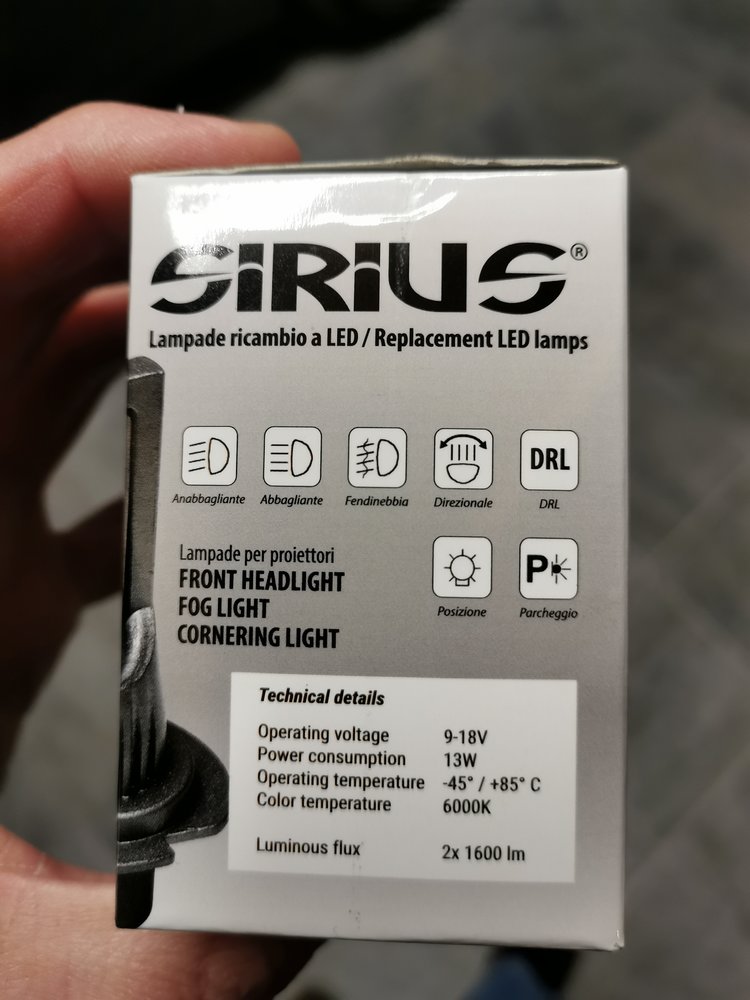 SIRIUS®
Lampade ricambio a LED / Replacement LED lamps
Anabbagliante Abbagliante Fendinebbia Direzionale DRL DRL
Lampade per proiettori
FRONT HEADLIGHT
FOG LIGHT
CORNERING LIGHT
P
Posizione Parcheggio
Technical details
Operating voltage 9-18V
Power consumption 13W
Operating temperature -45° / +85° C
Color temperature 6000K
Luminous flux 2x 1600 lm